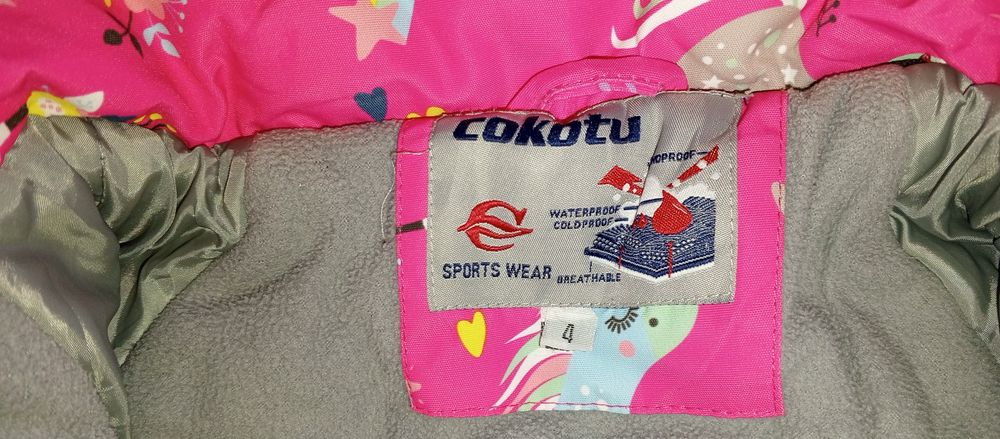 COKOTU
WATERPROOF
COLDPROOF
SPORTS WEAR
BREATHABLE
4